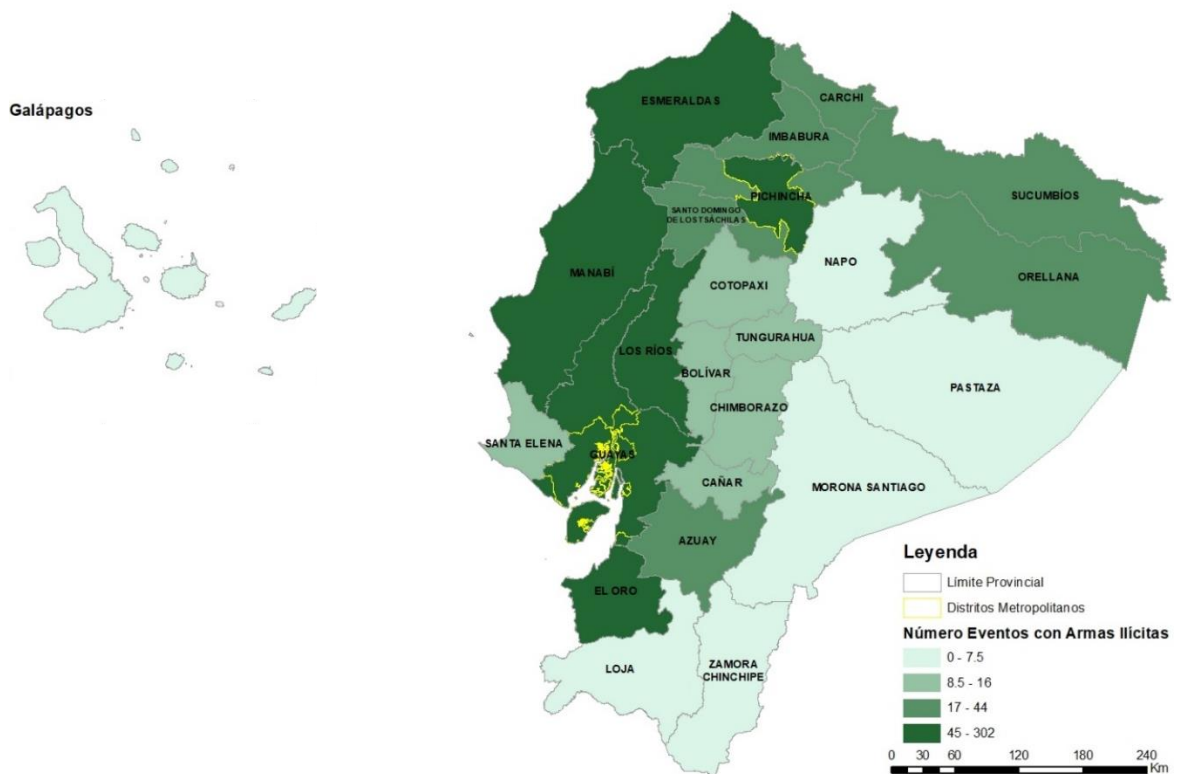 Galápagos
ESMERALDAS
CARCHI
IMBABURA
SUCUMBÍOS
PICHINCHA
SANTO DOMINGO
DE LOS TSÁCHILAS
NAPO
ORELLANA
MANABÍ
COTOPAXI
TUNGURAHUA
LOS RÍOS
BOLÍVAR
PASTAZA
CHIMBORAZO
SANTA ELENA
GUAYAS
CAÑAR
MORONA SANTIAGO
AZUAY
EL ORO
LOJA
ZAMORA
CHINCHIPE
Leyenda
Límite Provincial
Distritos Metropolitanos
Número Eventos con Armas Ilícitas
0 - 7.5
8.5 - 16
17 - 44
45 - 302
0 30 60 120 180 240
Km